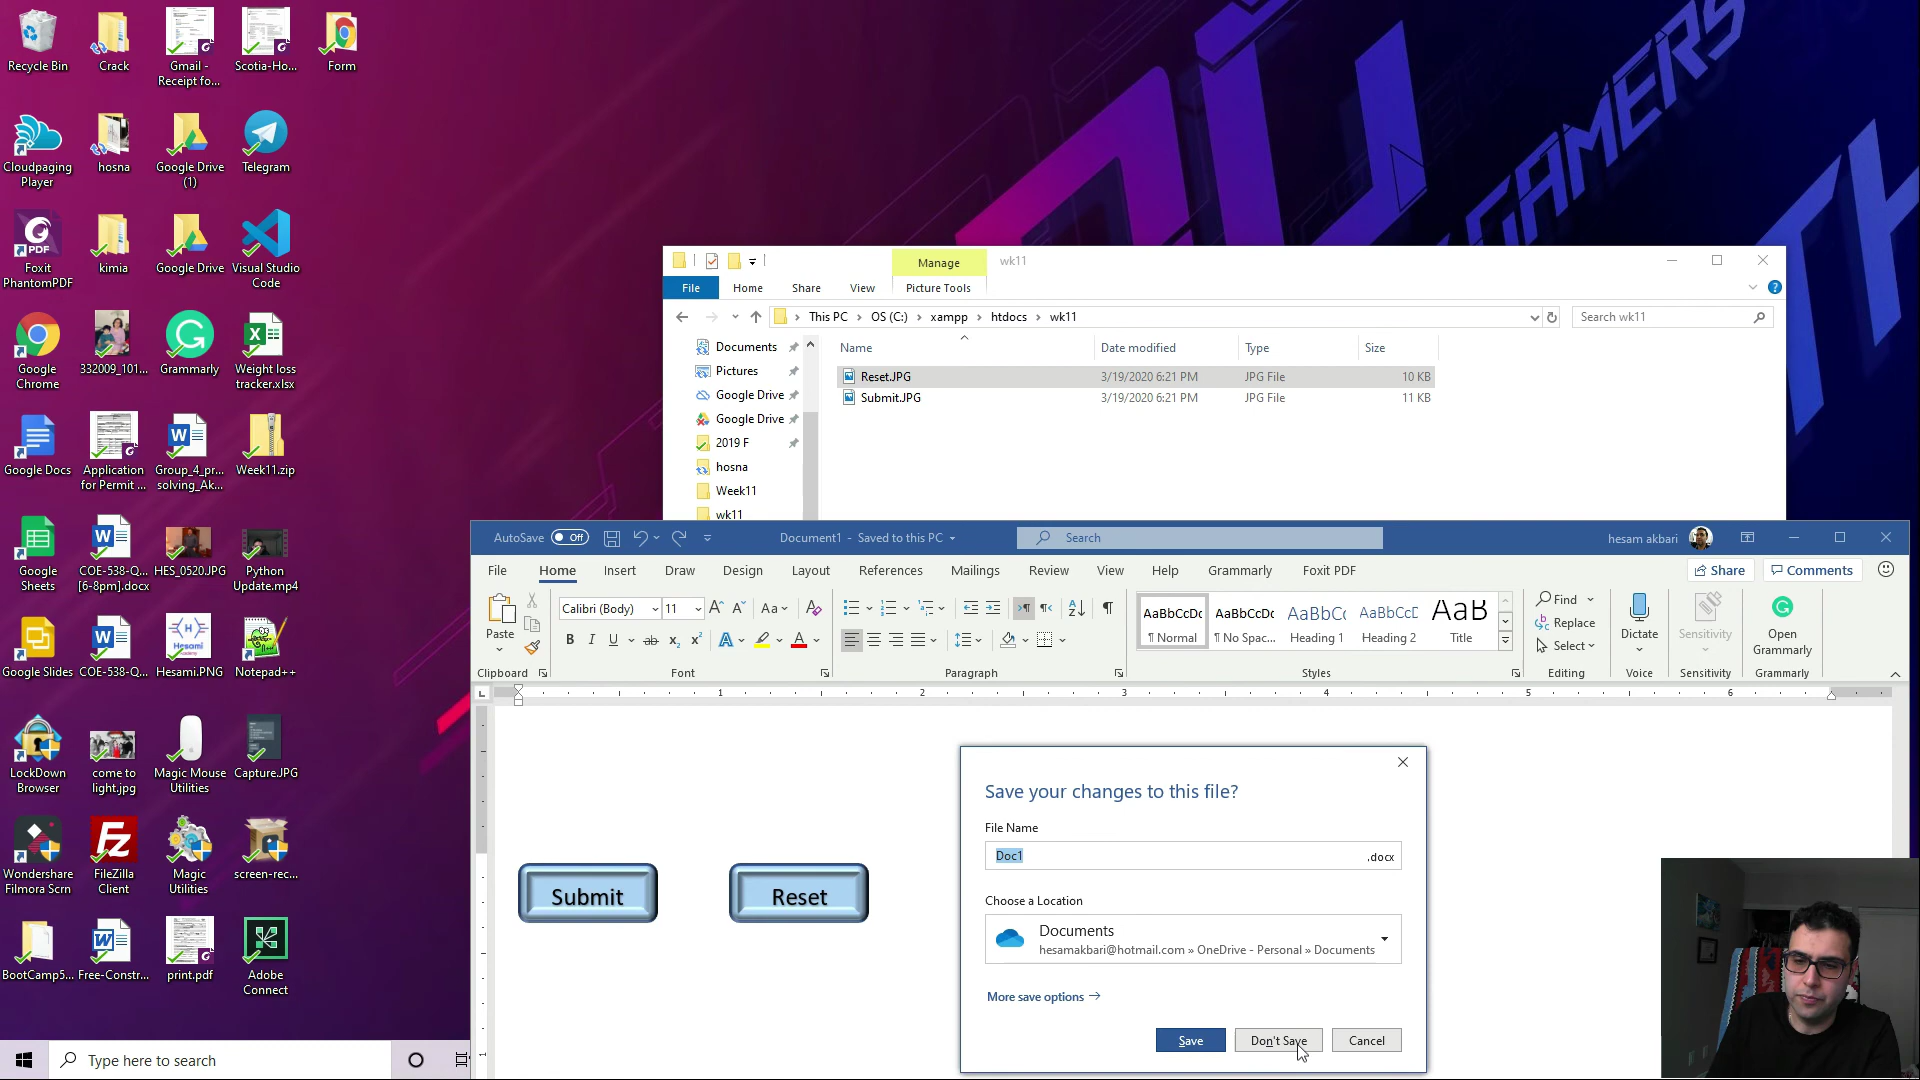 Recycle Bin
Crack
Gmail -
Receipt fo...
Scotia-Ho...
Form
Cloudpaging
Player
hosna
Google Drive
(1)
Telegram
PDF
Foxit
PhantomPDF
kimia
Google Drive
Visual Studio
Code
Google
Chrome
332009_101...
Grammarly
Weight loss
tracker.xlsx
Google Docs
Application
for Permit ...
Group_4_pr...
solving_Ak...
Week11.zip
Google
Sheets
COE-538-Q...
[6-8pm].docx
HES_0520.JPG
Python
Update.mp4
Google Slides
COE-538-Q...
Hesami.PNG
Notepad++
LockDown
Browser
come to
light.jpg
Magic Mouse
Utilities
Capture.JPG
Wondershare
Filmora Scrn
FileZilla
Client
Magic
Utilities
screen-rec...
BootCamp5...
Free-Constr...
print.pdf
Adobe
Connect
Type here to search
GAMERS
Manage
wk11
File
Home
Share
View
Picture Tools
This PC
OS (C:)
xampp
htdocs
wk11
Search wk11
Documents
Pictures
Google Drive
Google Drive
2019 F
hosna
Week11
wk11
Name
Date modified
Type
Size
Reset.JPG
3/19/2020 6:21 PM
JPG File
10 KB
Submit.JPG
3/19/2020 6:21 PM
JPG File
11 KB
AutoSave
Off
Document1 - Saved to this PC
Search
hesam akbari
File
Home
Insert
Draw
Design
Layout
References
Mailings
Review
View
Help
Grammarly
Foxit PDF
Share
Comments
Paste
Clipboard
Calibri (Body)
11
Font
Paragraph
AaBbCcDc
¶ Normal
AaBbCcDc
¶ No Spac...
AaBbC(
Heading 1
AaBbCcD
Heading 2
AaB
Title
Styles
Find
Replace
Select
Editing
Dictate
Voice
Sensitivity
Sensitivity
Open
Grammarly
Grammarly
1
2
3
4
5
6
Submit
Reset
Save your changes to this file?
File Name
Doc1
.docx
Choose a Location
Documents
hesamakbari@hotmail.com » OneDrive - Personal » Documents
More save options
Save
Don't Save
Cancel